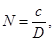 N = c/D,